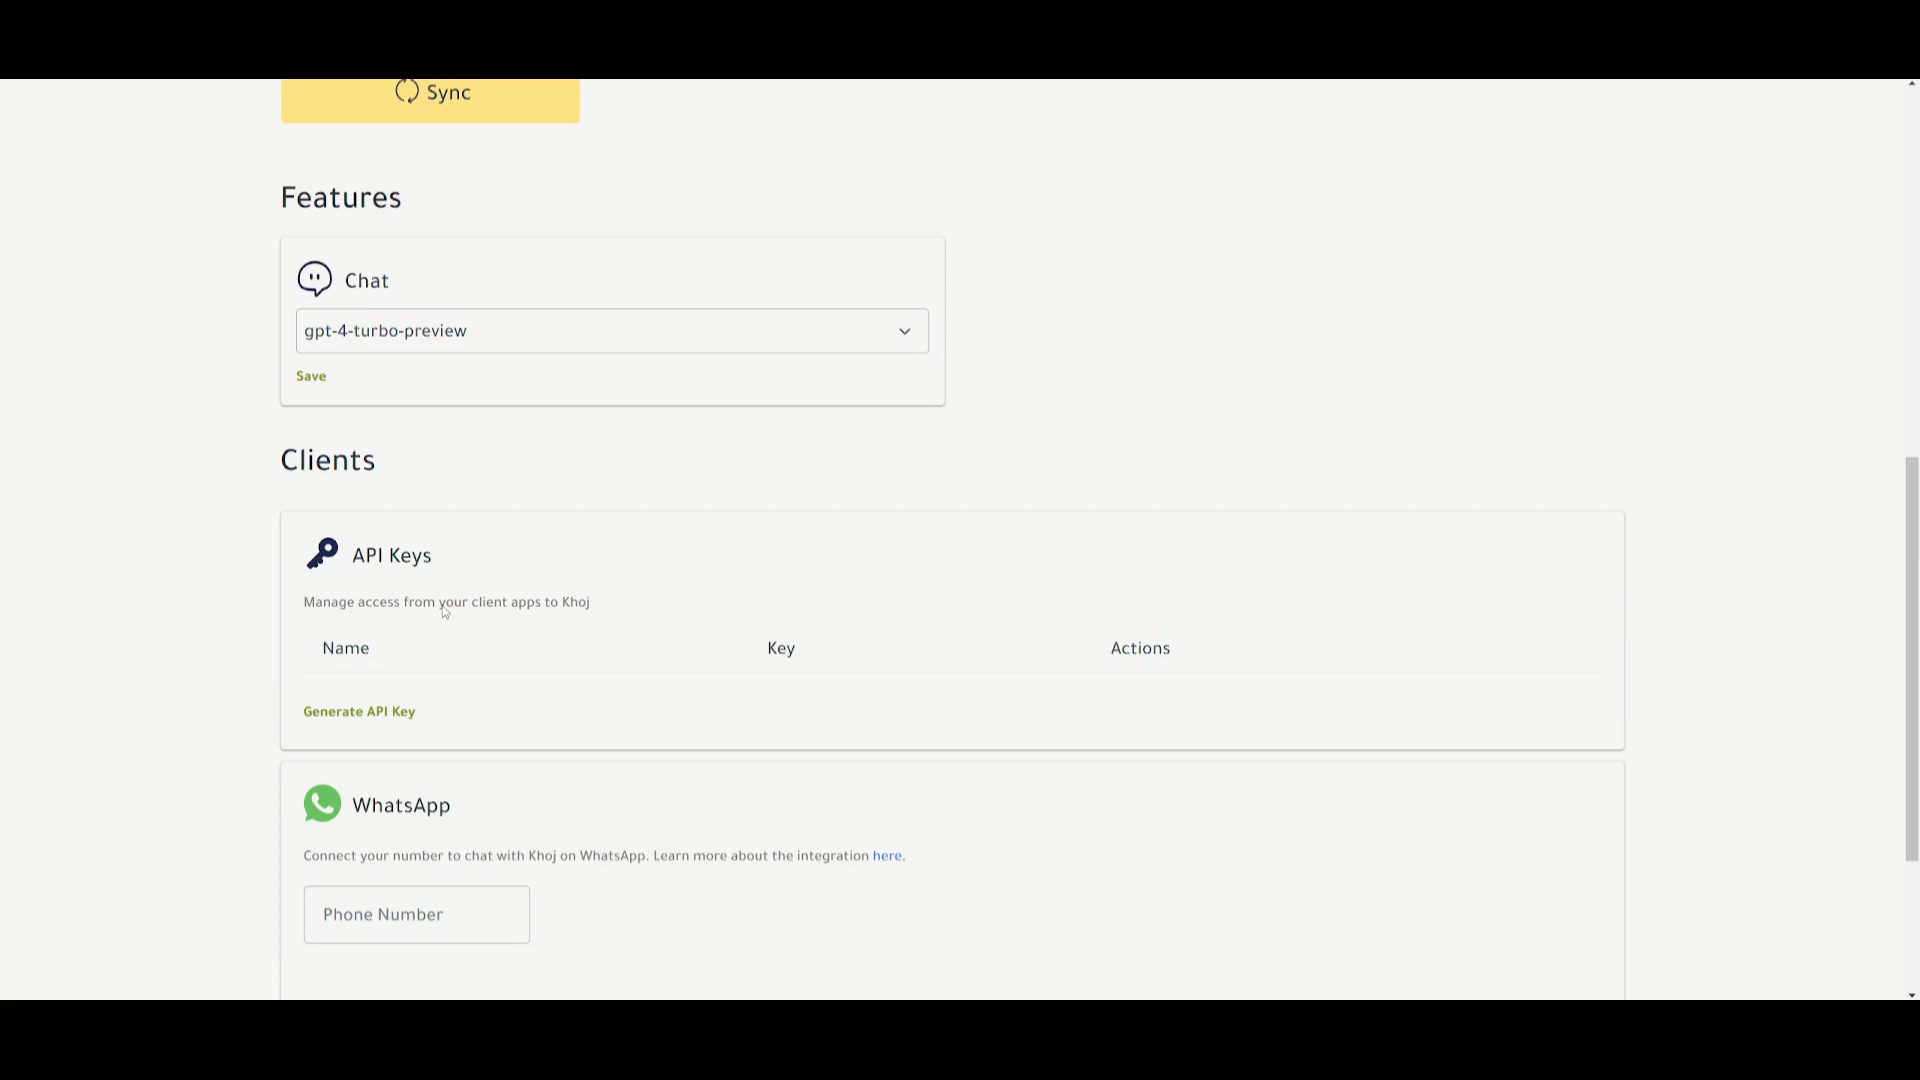 Sync
Features
Chat
gpt-4-turbo-preview
Save
Clients
API Keys
Manage access from your client apps to Khoj
Name Key Actions
Generate API Key
WhatsApp
Connect your number to chat with Khoj on WhatsApp. Learn more about the integration here.
Phone Number